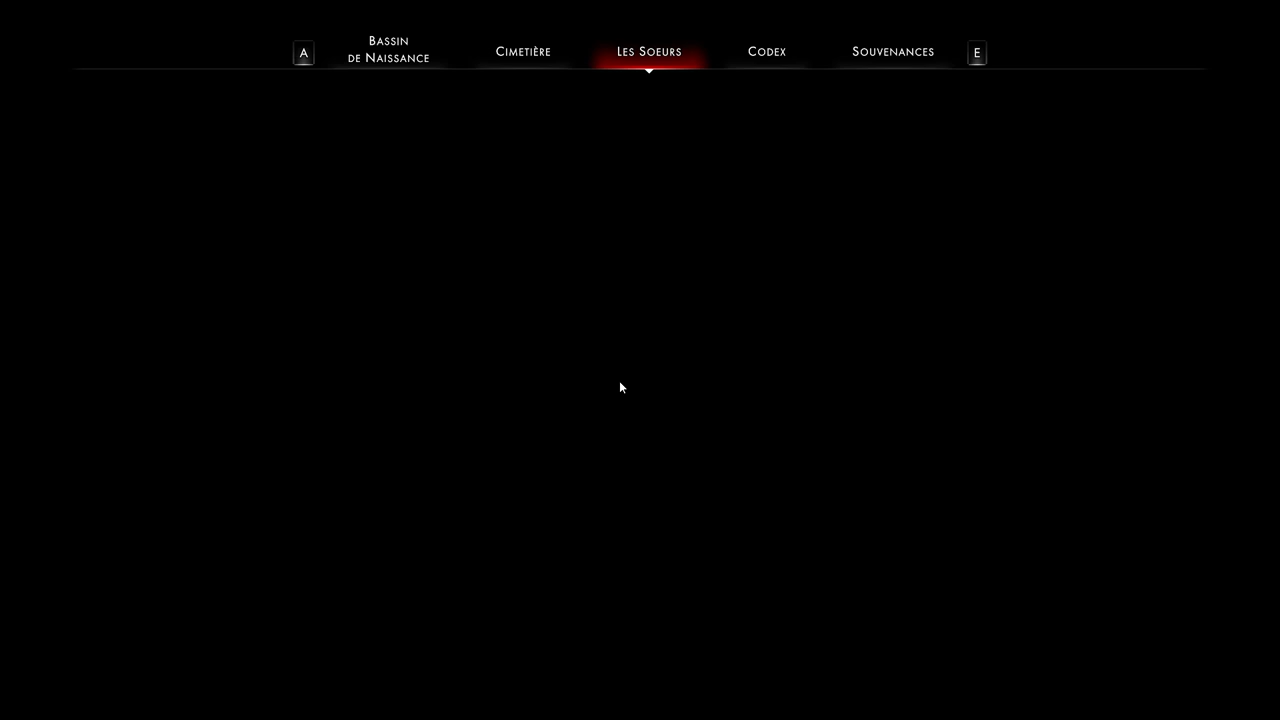 A
Bassin
de Naissance
Cimetière
Les Soeurs
Codex
Souvenances
E